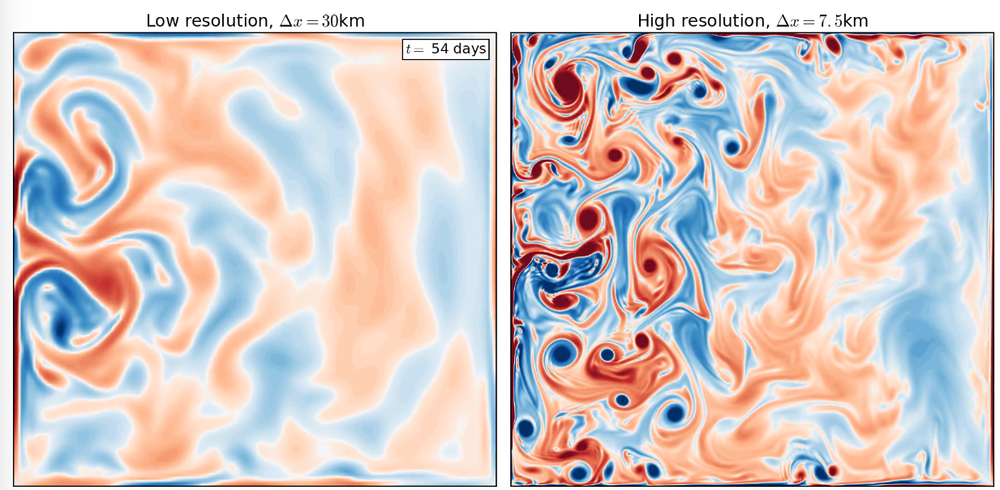 Low resolution, Δx = 30km
High resolution, Δx = 7.5km
t = 54 days